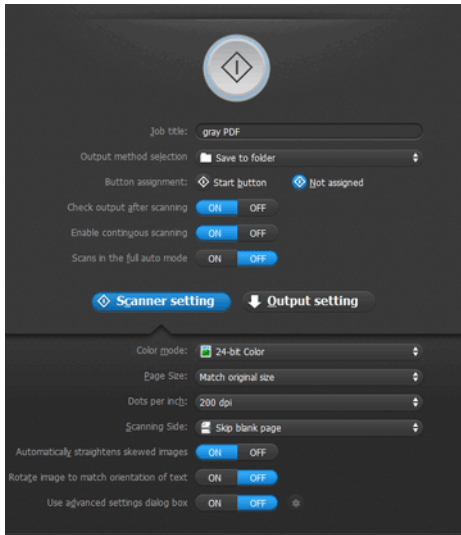 Job title: gray PDF
Output method selection Save to folder
Button assignment: Start button Not assigned
Check output after scanning ON OFF
Enable continuous scanning ON OFF
Scans in the full auto mode ON OFF
Scanner setting Output setting
Color mode: 24-bit Color
Page Size: Match original size
Dots per inch: 200 dpi
Scanning Side: Skip blank page
Automatically straightens skewed images ON OFF
Rotate image to match orientation of text ON OFF
Use advanced settings dialog box ON OFF